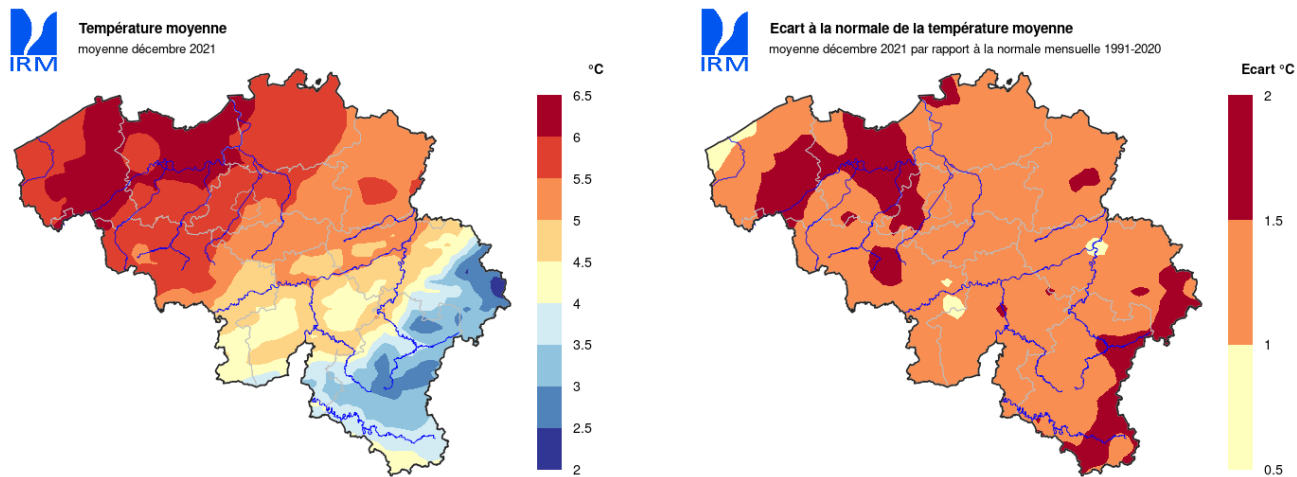 IRM
Température moyenne
moyenne décembre 2021
°C
6.5
6
5.5
5
4.5
4
3.5
3
2.5
2
IRM
Ecart à la normale de la température moyenne
moyenne décembre 2021 par rapport à la normale mensuelle 1991-2020
Ecart °C
2
1.5
1
0.5